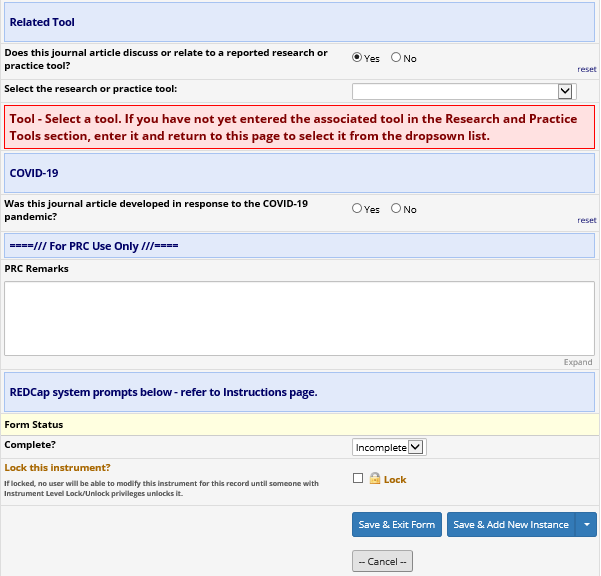 Related Tool
Does this journal article discuss or relate to a reported research or
practice tool?
Yes No
reset
Select the research or practice tool:
Tool - Select a tool. If you have not yet entered the associated tool in the Research and Practice
Tools section, enter it and return to this page to select it from the dropsown list.
COVID-19
Was this journal article developed in response to the COVID-19
pandemic?
Yes No
reset
====/// For PRC Use Only ///====
PRC Remarks
Expand
REDCap system prompts below - refer to Instructions page.
Form Status
Complete?
Incomplete
Lock this instrument?
If locked, no user will be able to modify this instrument for this record until someone with
Instrument Level Lock/Unlock privileges unlocks it.
Lock
Save & Exit Form
Save & Add New Instance
-- Cancel --